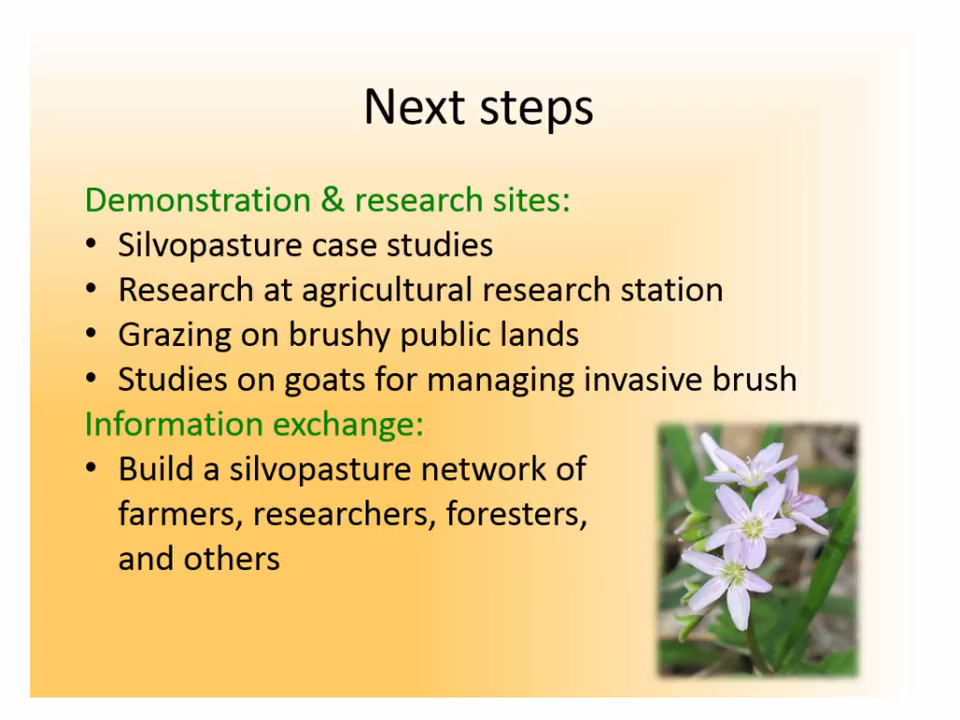 Next steps
Demonstration & research sites:
• Silvopasture case studies
• Research at agricultural research station
• Grazing on brushy public lands
• Studies on goats for managing invasive brush
Information exchange:
• Build a silvopasture network of
farmers, researchers, foresters,
and others